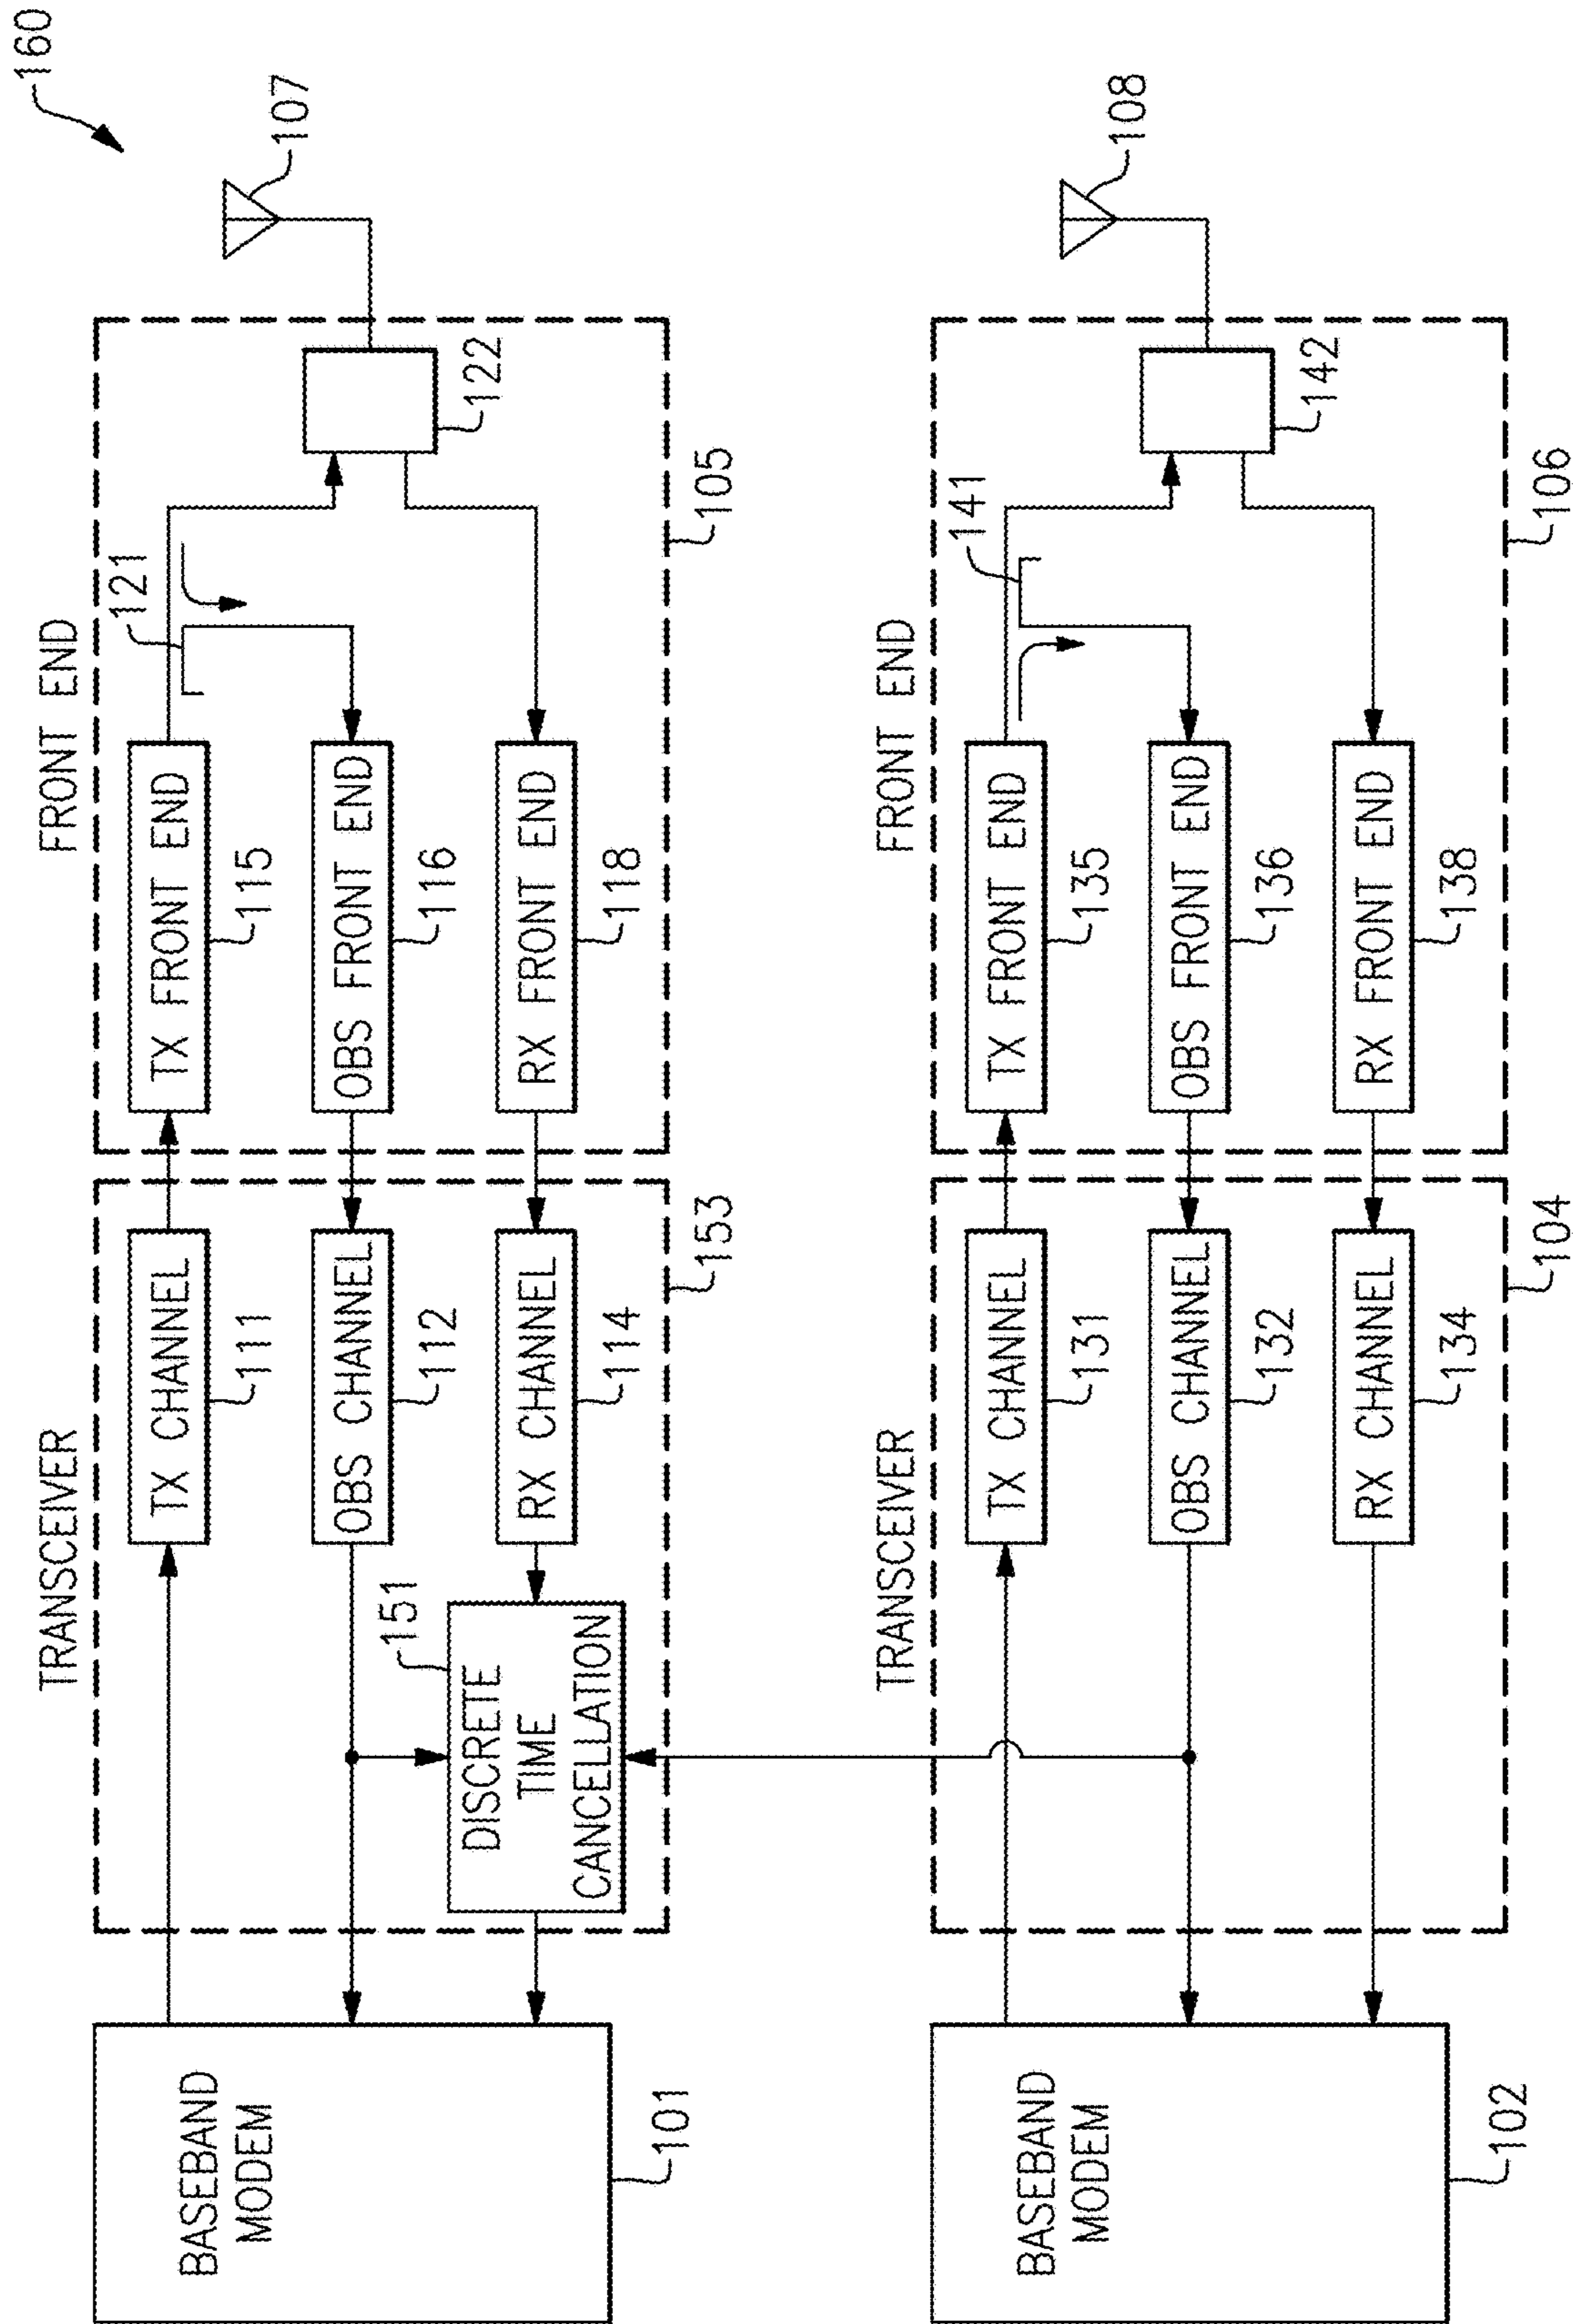 160
TRANSCEIVER
FRONT END
BASEBAND
MODEM
101
TX CHANNEL
111
OBS CHANNEL
112
RX CHANNEL
114
151
DISCRETE
TIME
CANCELLATION
153
TX FRONT END
115
OBS FRONT END
116
RX FRONT END
118
121
122
105
107
TRANSCEIVER
FRONT END
BASEBAND
MODEM
102
TX CHANNEL
131
OBS CHANNEL
132
RX CHANNEL
134
104
TX FRONT END
135
OBS FRONT END
136
RX FRONT END
138
141
142
106
108